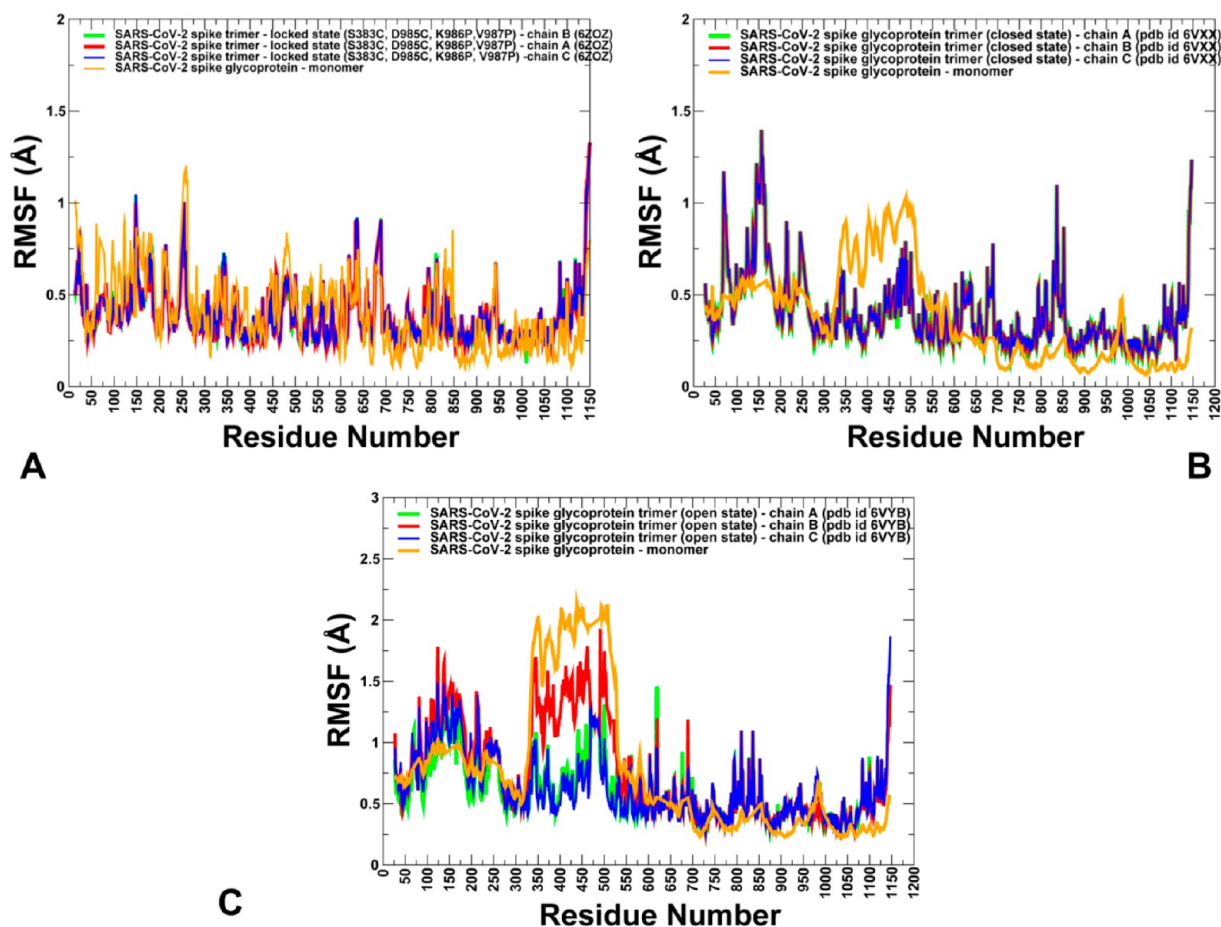 2
1.5
1
0.5
0
RMSF (Å)
SARS-CoV-2 spike trimer - locked state (S383C, D985C, K986P,V987P) - chain B (6ZOZ)
SARS-CoV-2 spike trimer - locked state (S383C, D985C, K986P,V987P) - chain A (6ZOZ)
SARS-CoV-2 spike trimer - locked state (S383C, D985C, K986P, V987P) -chain C (6ZOZ)
SARS-CoV-2 spike glycoprotein - monomer
50 100 150 200 250 300 350 400 450 500 550 600 650 700 750 800 850 900 950 1000 1050 1100 1150
Residue Number
A
2
1.5
1
0.5
0
RMSF (Å)
SARS-CoV-2 spike glycoprotein trimer (closed state) - chain A (pdb id 6VXX)
SARS-CoV-2 spike glycoprotein trimer (closed state) - chain B (pdb id 6VXX)
SARS-CoV-2 spike glycoprotein trimer (closed state) - chain C (pdb id 6VXX)
SARS-CoV-2 spike glycoprotein - monomer
0 50 100 150 200 250 300 350 400 450 500 550 600 650 700 750 800 850 900 950 1000 1050 1100 1150 1200
Residue Number
B
3
2.5
2
1.5
1
0.5
0
RMSF (Å)
SARS-CoV-2 spike glycoprotein trimer (open state) - chain A (pdb id 6VYB)
SARS-CoV-2 spike glycoprotein trimer (open state) - chain B (pdb id 6VYB)
SARS-CoV-2 spike glycoprotein trimer (open state) - chain C (pdb id 6VYB)
SARS-CoV-2 spike glycoprotein - monomer
0 50 100 150 200 250 300 350 400 450 500 550 600 650 700 750 800 850 900 950 1000 1050 1100 1150 1200
Residue Number
C